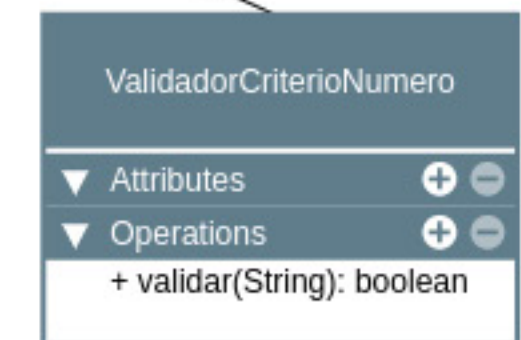 ValidadorCriterioNumero
Attributes
Operations
+ validar(String): boolean